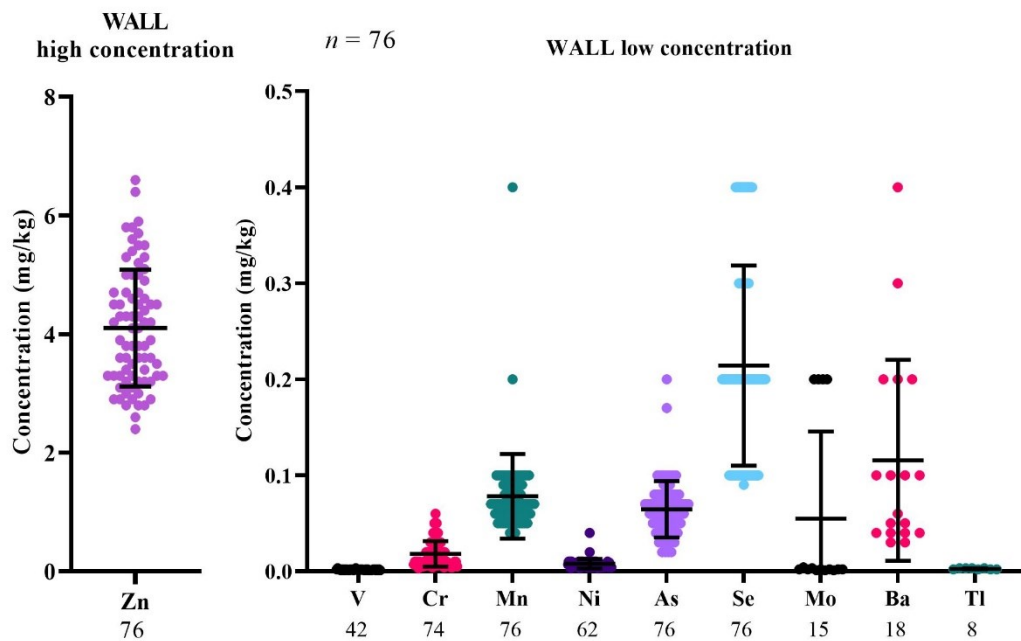 WALL
high concentration
n = 76
WALL low concentration
Concentration (mg/kg)
8
6
4
2
0
Zn
76
Concentration (mg/kg)
0.5
0.4
0.3
0.2
0.1
0.0
V Cr Mn Ni As Se Mo Ba Tl
42 74 76 62 76 76 15 18 8